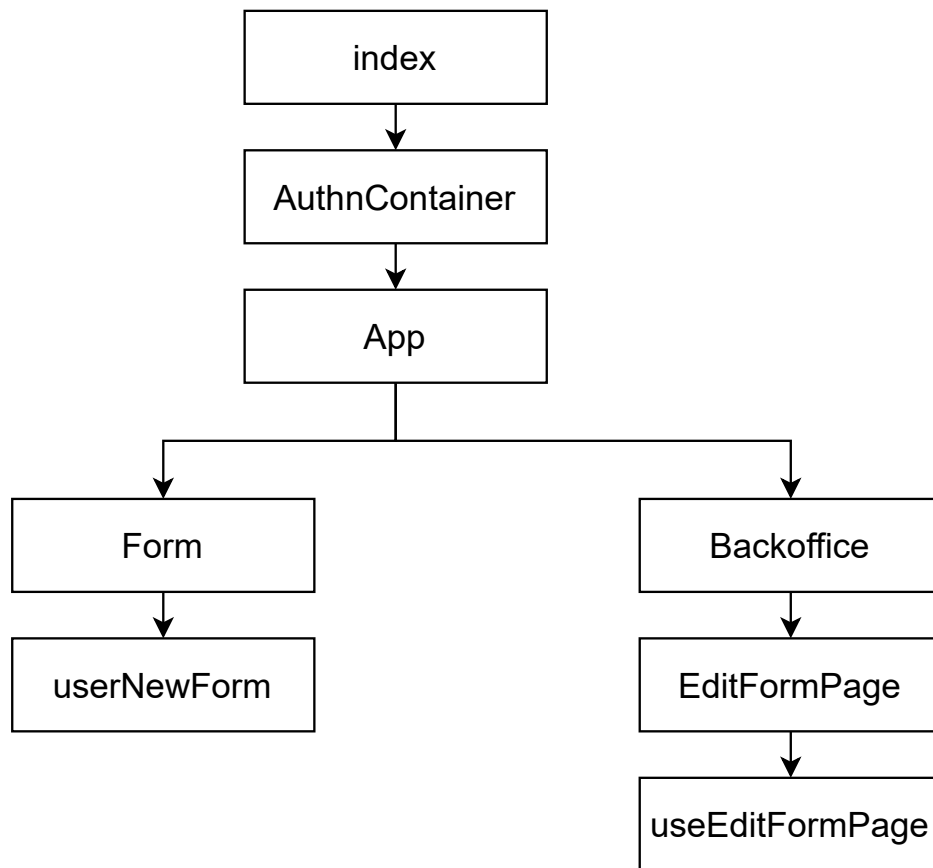 index
AuthnContainer
App
Form
Backoffice
userNewForm
EditFormPage
useEditFormPage